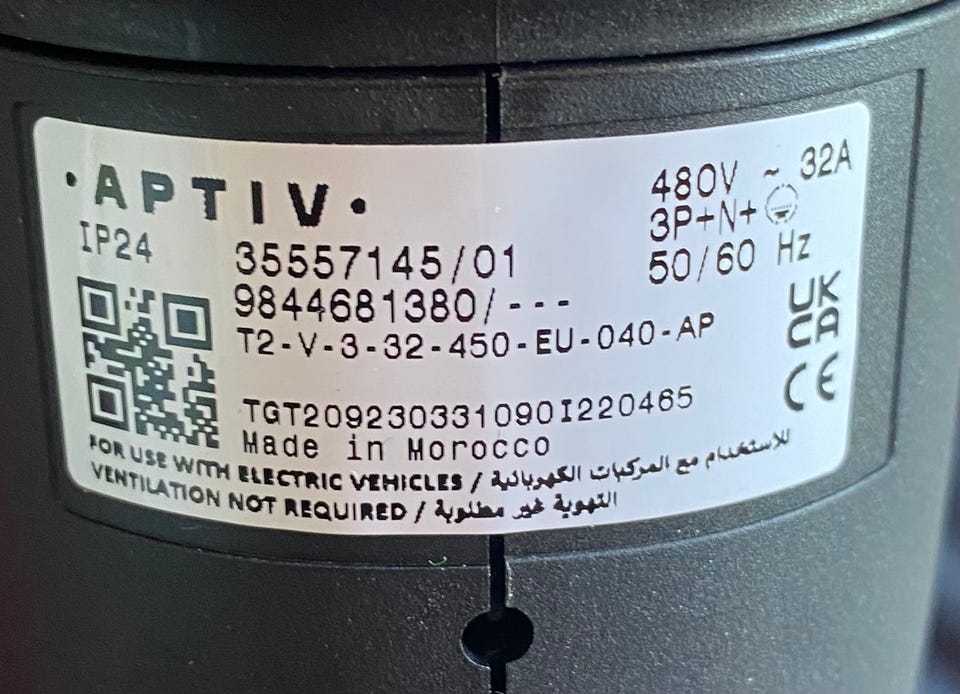 ·APTIV·
IP24
35557145/01
9844681380/---
T2-V-3-32-450-EU-040-AP
480V ~ 32A
3P+N+
50/60 Hz
UK
CA
CE
TGT209230331090I220465
Made in Morocco
FOR USE WITH ELECTRIC VEHICLES / للاستخدام مع المركبات الكهربائية
VENTILATION NOT REQUIRED / التهوية غير مطلوبة